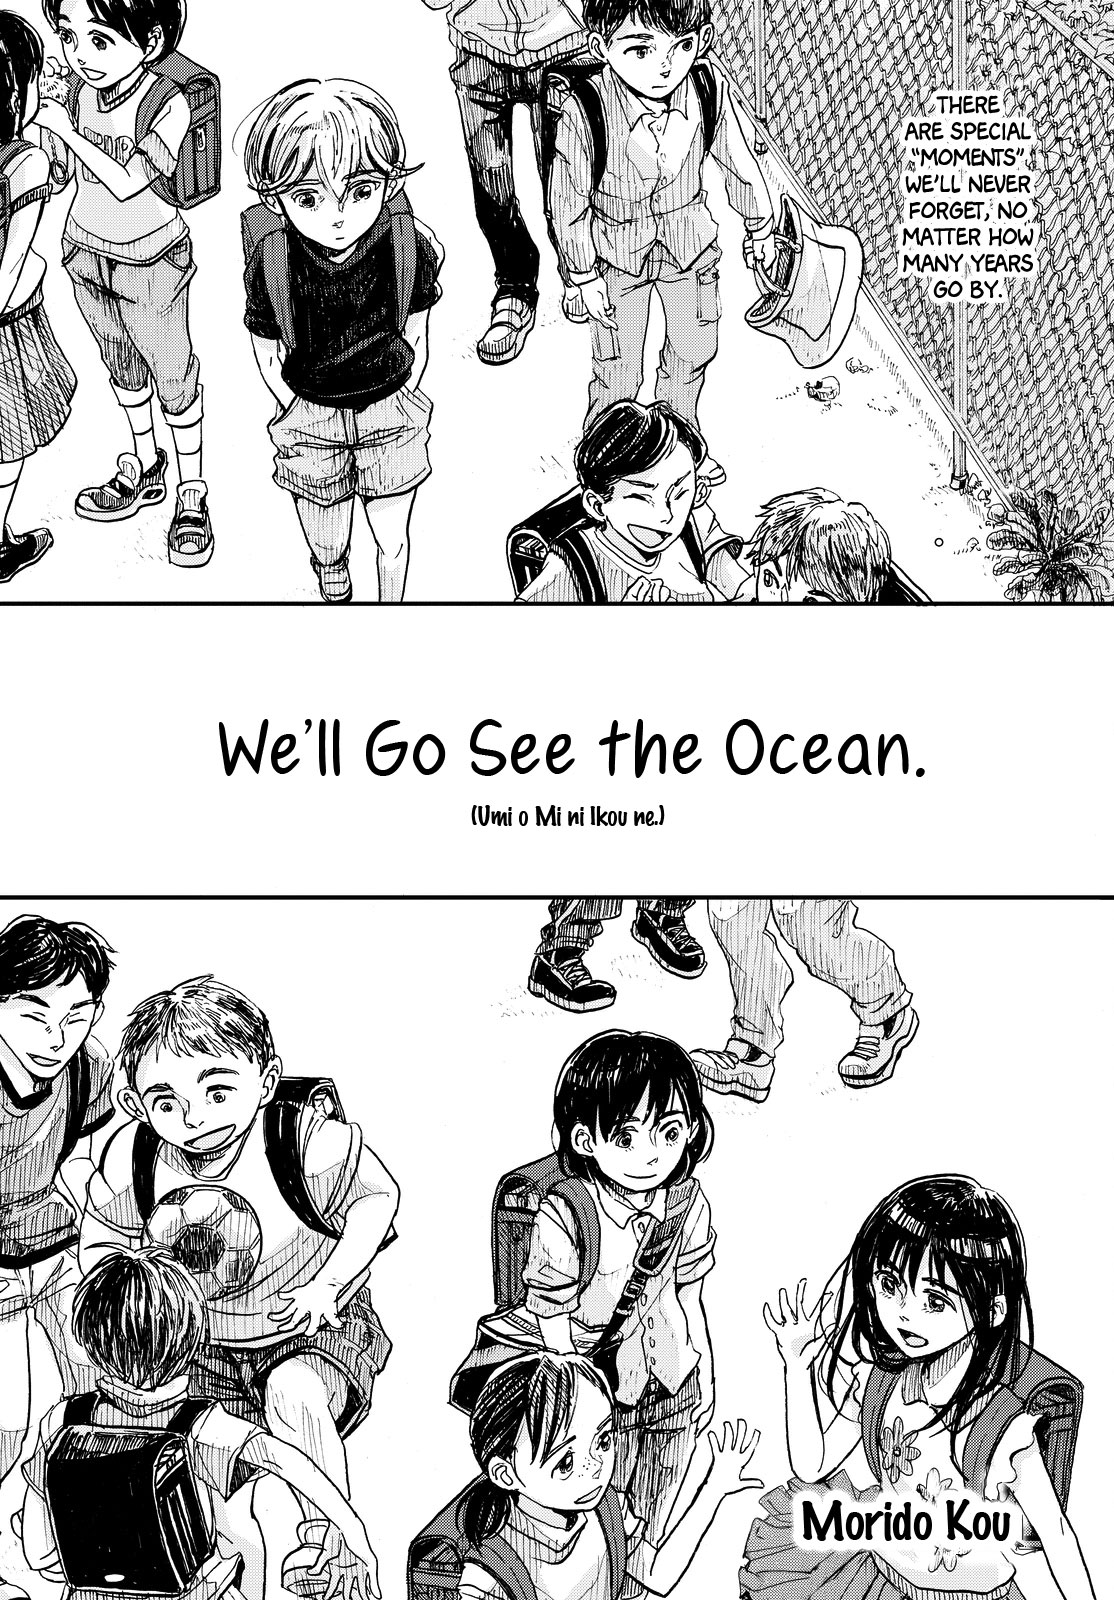 THERE
ARE SPECIAL
"MOMENTS"
WE'LL NEVER
FORGET, NO
MATTER HOW
MANY YEARS
GO BY.
We'll Go See the Ocean.
(Umi o Mi ni Ikou ne.)
Morido Kou